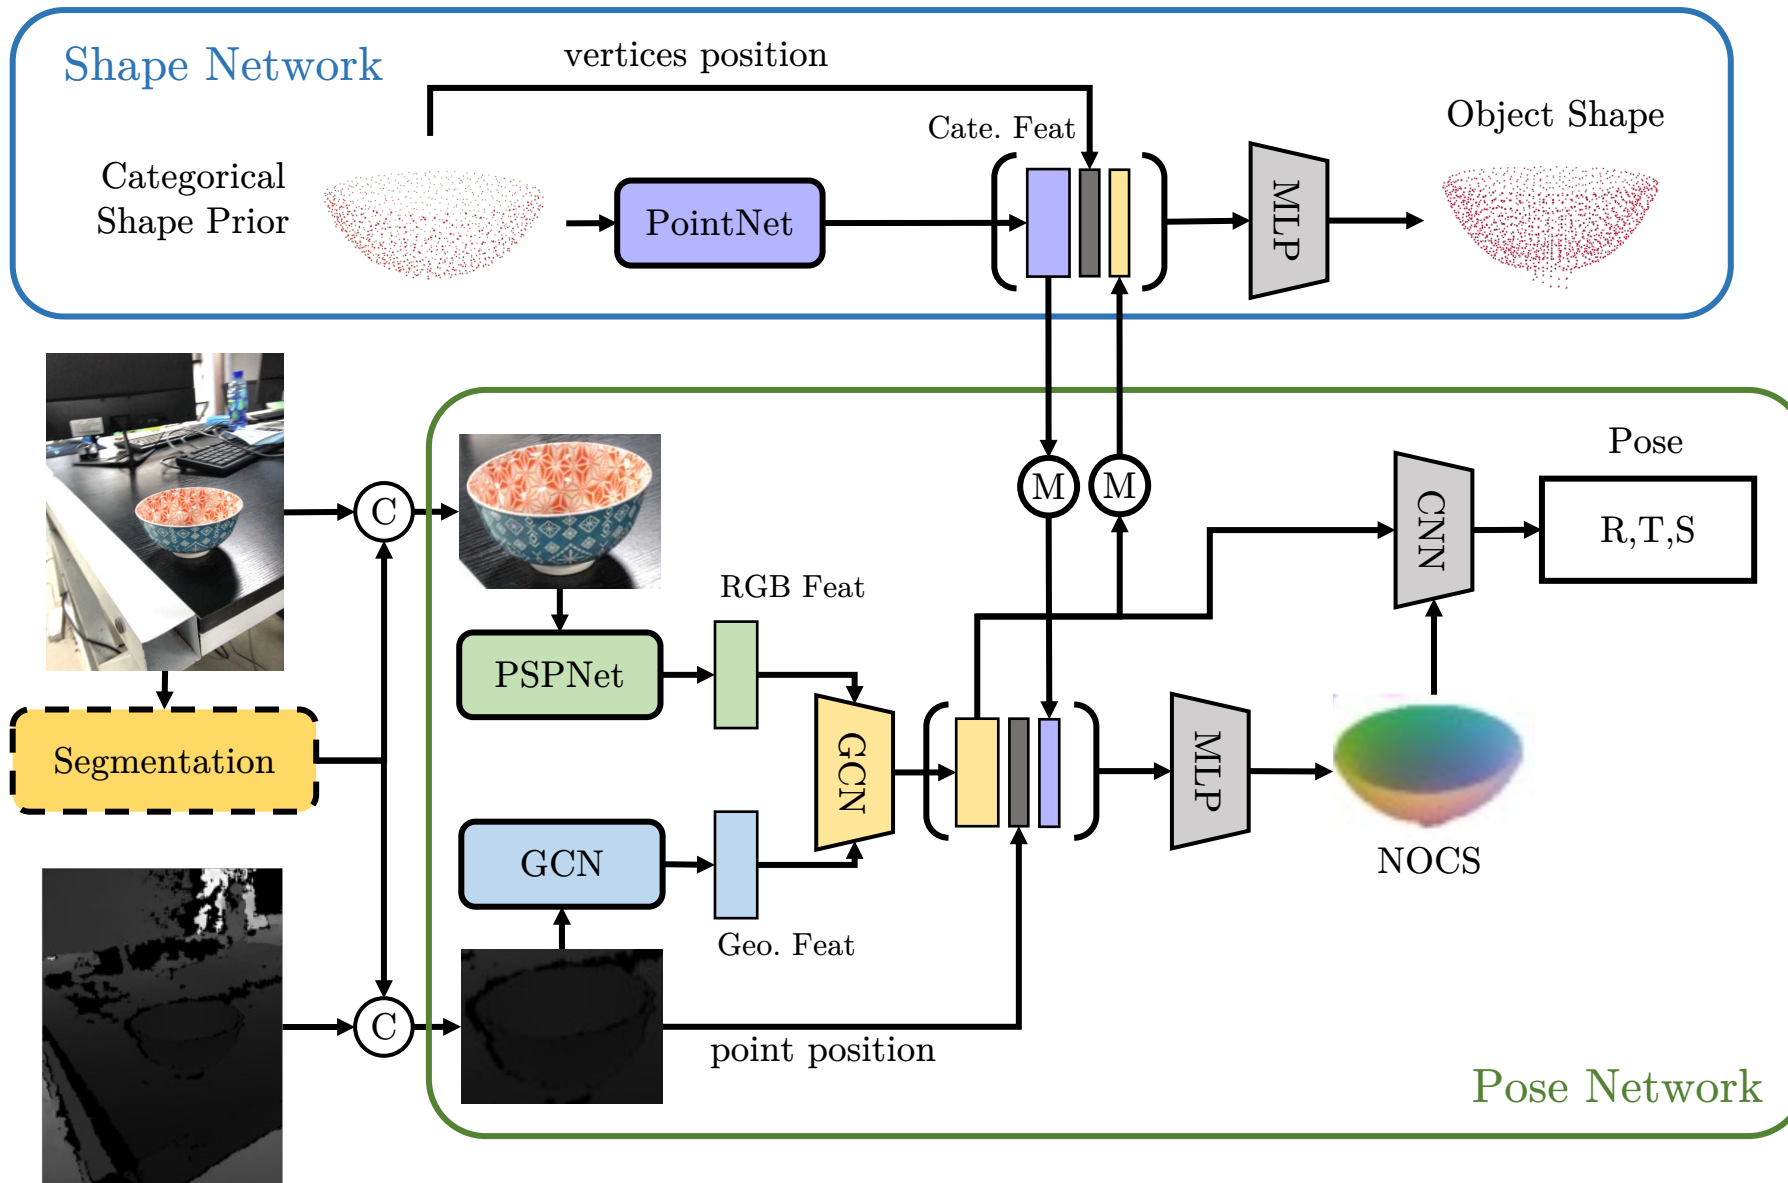 Shape Network
vertices position
Cate. Feat
Object Shape
Categorical
Shape Prior
PointNet
MLP
M
M
Pose
C
CNN
R,T,S
RGB Feat
PSPNet
Segmentation
GCN
MLP
GCN
NOCS
Geo. Feat
C
point position
Pose Network